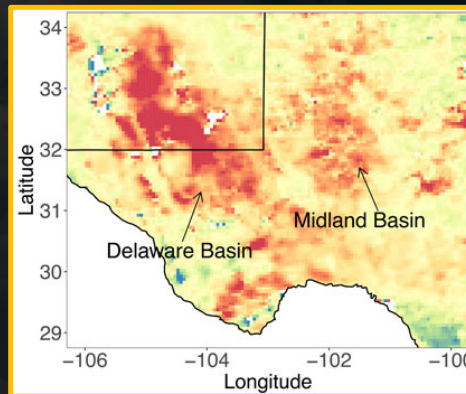 34
33
32
31
30
29
Latitude
Delaware Basin
Midland Basin
-106
-104
-102
-100
Longitude